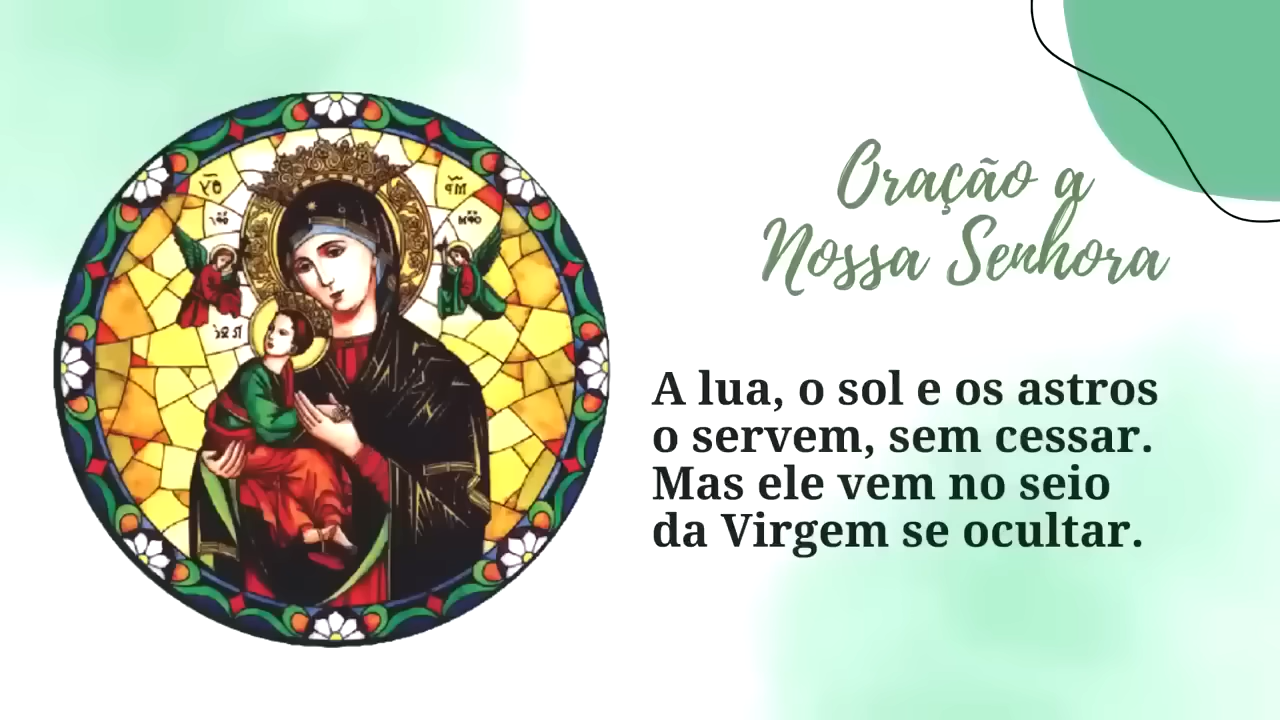 Oração a
Nossa Senhora
A lua, o sol e os astros
o servem, sem cessar.
Mas ele vem no seio
da Virgem se ocultar.